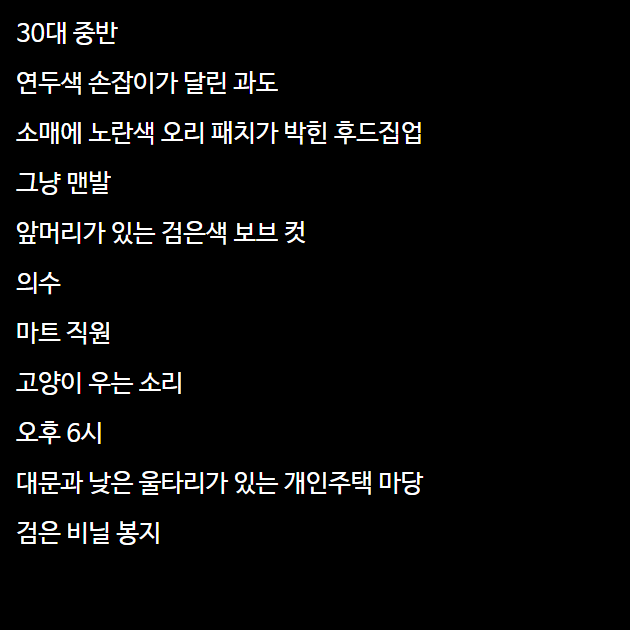 30대 중반
연두색 손잡이가 달린 과도
소매에 노란색 오리 패치가 박힌 후드집업
그냥 맨발
앞머리가 있는 검은색 보브 컷
의수
마트 직원
고양이 우는 소리
오후 6시
대문과 낮은 울타리가 있는 개인주택 마당
검은 비닐 봉지